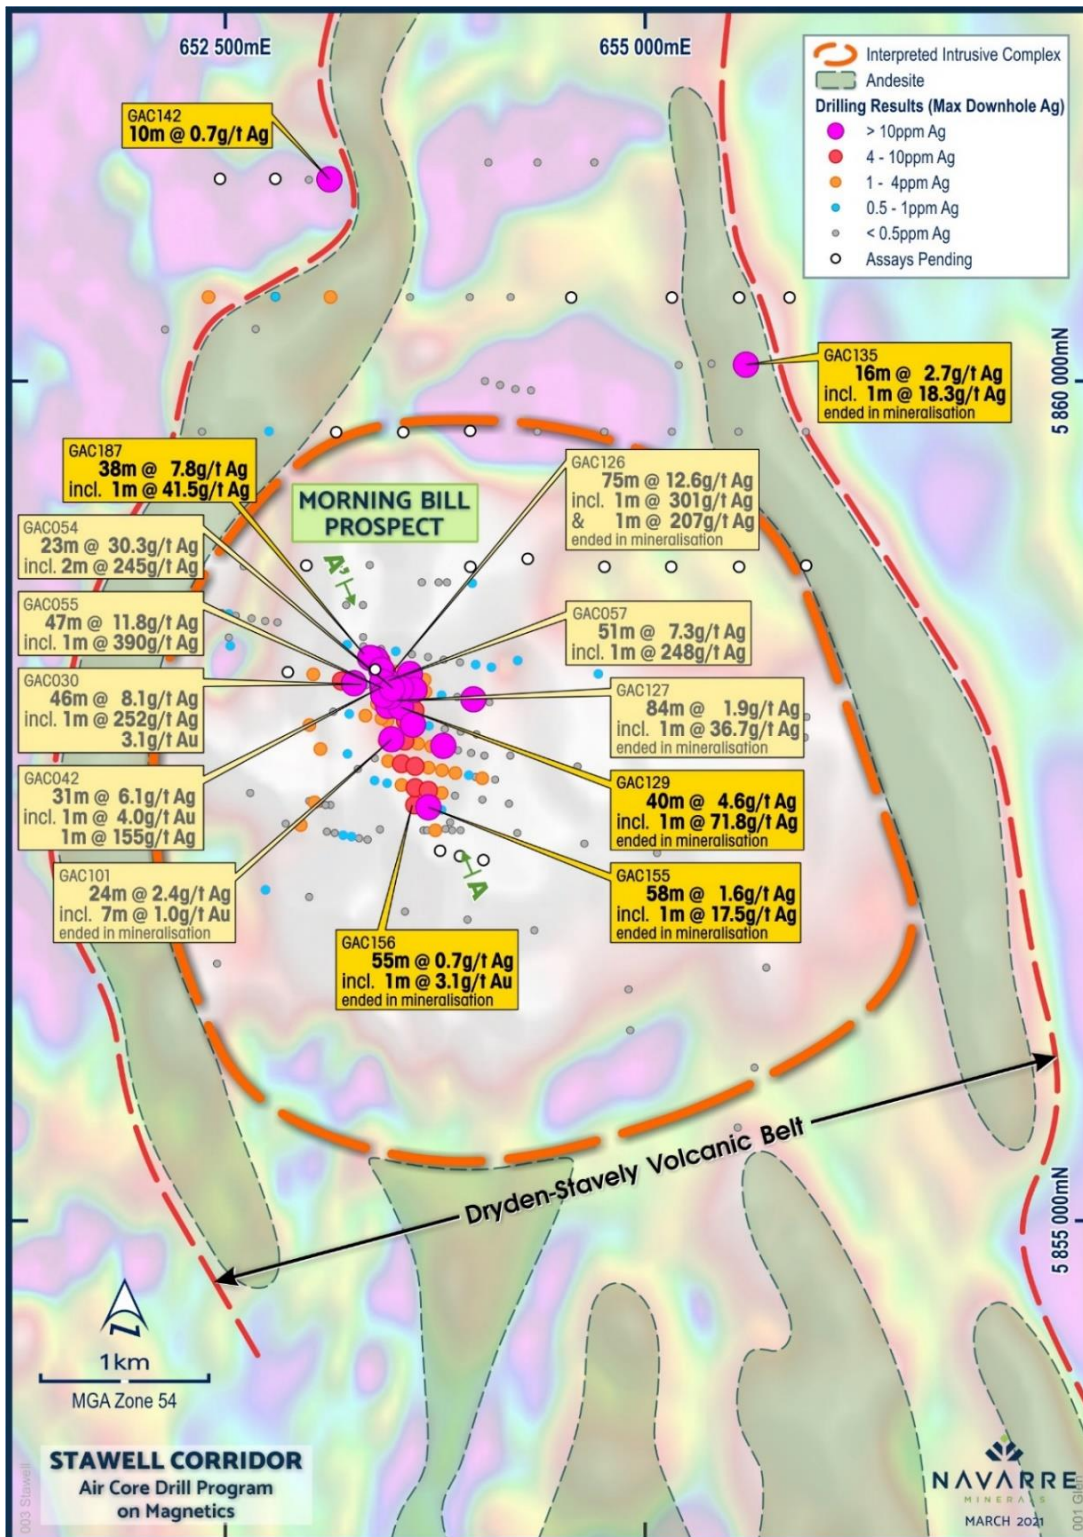 652 500mE
655 000mE
Interpreted Intrusive Complex
Andesite
Drilling Results (Max Downhole Ag)
> 10ppm Ag
4 - 10ppm Ag
1 - 4ppm Ag
0.5 - 1ppm Ag
< 0.5ppm Ag
Assays Pending
GAC142
10m @ 0.7g/t Ag
GAC135
16m @ 2.7g/t Ag
incl. 1m @ 18.3g/t Ag
ended in mineralisation
5 860 000mN
GAC187
38m @ 7.8g/t Ag
incl. 1m @ 41.5g/t Ag
MORNING BILL
PROSPECT
GAC126
75m @ 12.6g/t Ag
incl. 1m @ 301g/t Ag
& 1m @ 207g/t Ag
ended in mineralisation
GAC054
23m @ 30.3g/t Ag
incl. 2m @ 245g/t Ag
A'
GAC055
47m @ 11.8g/t Ag
incl. 1m @ 390g/t Ag
GAC057
51m @ 7.3g/t Ag
incl. 1m @ 248g/t Ag
GAC030
46m @ 8.1g/t Ag
incl. 1m @ 252g/t Ag
3.1g/t Au
GAC127
84m @ 1.9g/t Ag
incl. 1m @ 36.7g/t Ag
ended in mineralisation
GAC042
31m @ 6.1g/t Ag
incl. 1m @ 4.0g/t Au
1m @ 155g/t Ag
GAC129
40m @ 4.6g/t Ag
incl. 1m @ 71.8g/t Ag
ended in mineralisation
GAC101
24m @ 2.4g/t Ag
incl. 7m @ 1.0g/t Au
ended in mineralisation
A
GAC155
58m @ 1.6g/t Ag
incl. 1m @ 17.5g/t Ag
ended in mineralisation
GAC156
55m @ 0.7g/t Ag
incl. 1m @ 3.1g/t Au
ended in mineralisation
Dryden-Stavely Volcanic Belt
5 855 000mN
N
1km
MGA Zone 54
STAWELL CORRIDOR
Air Core Drill Program
on Magnetics
003 Stawell
NAVARRE
MINERALS
MARCH 2021
001